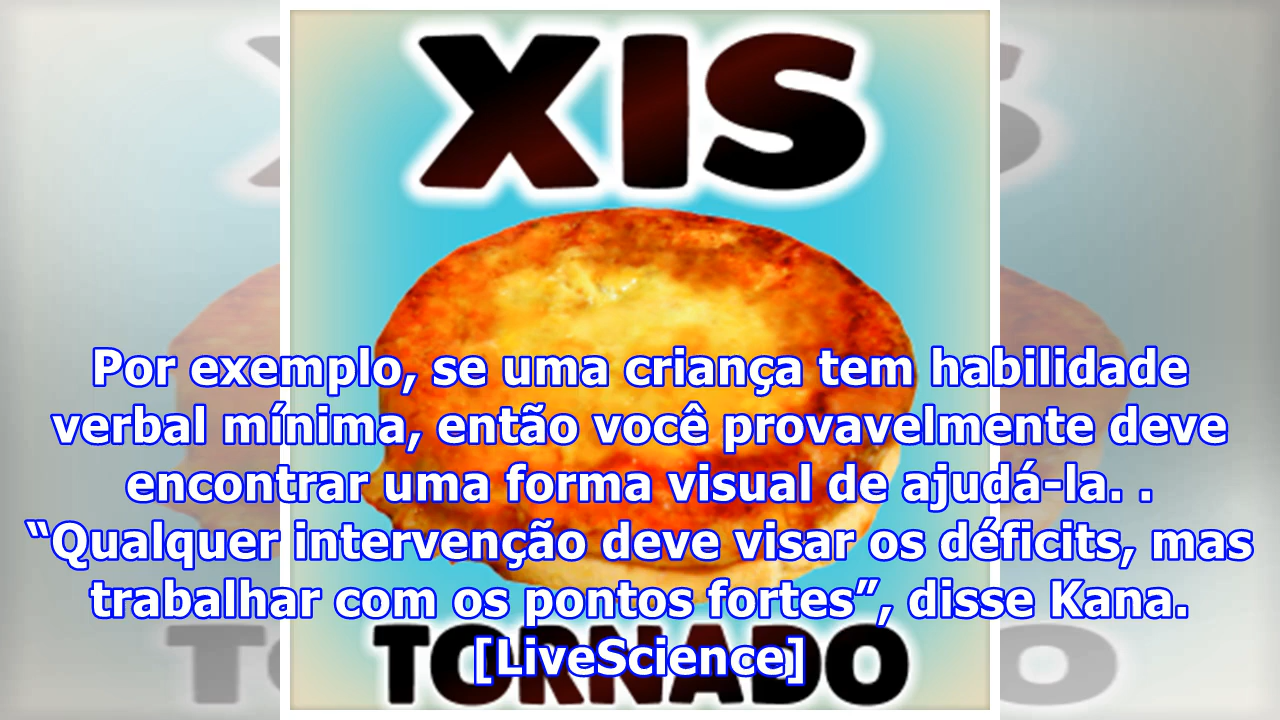 XIS
Por exemplo, se uma criança tem habilidade
verbal mínima, então você provavelmente deve
encontrar uma forma visual de ajudá-la. .
“Qualquer intervenção deve visar os déficits, mas
trabalhar com os pontos fortes”, disse Kana.
[LiveScience]
TORNADO